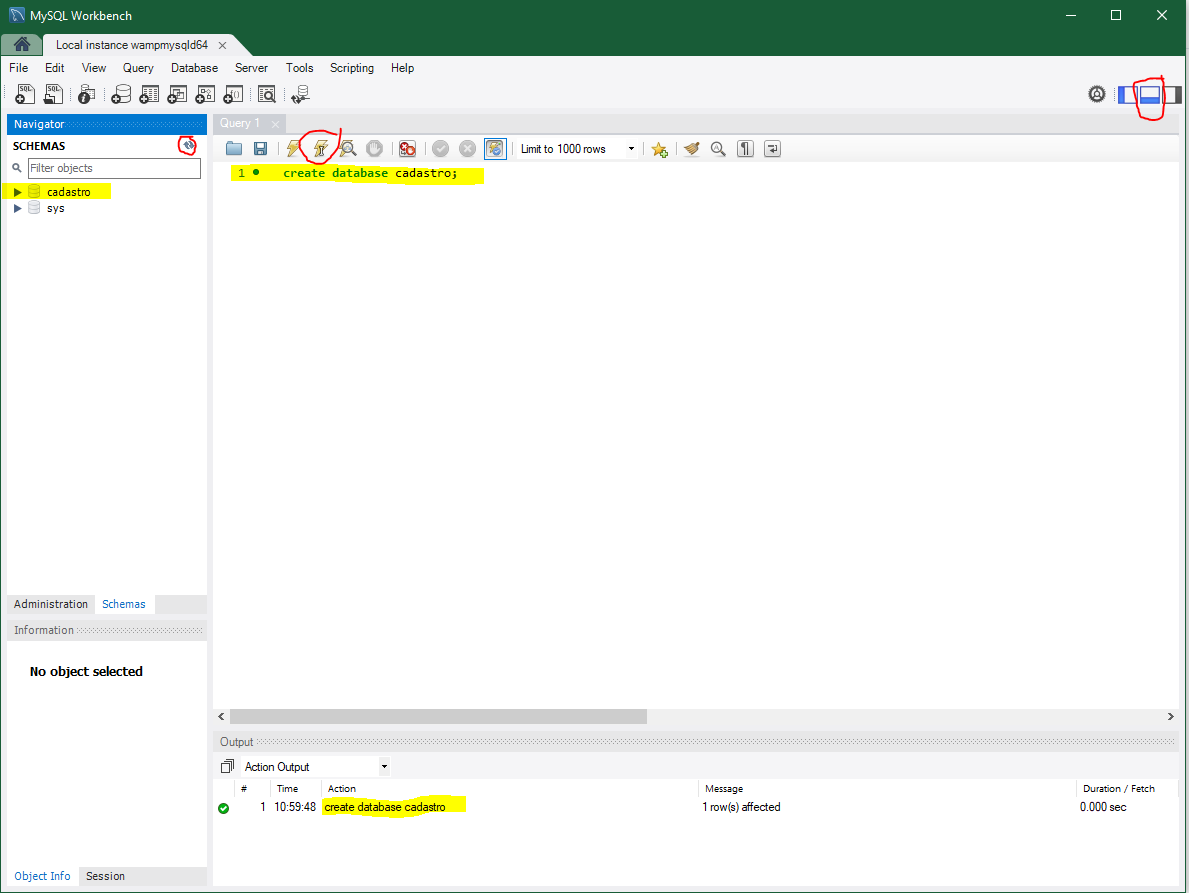 MySQL Workbench
Local instance wampmysqld64
File Edit View Query Database Server Tools Scripting Help
Navigator
SCHEMAS
Filter objects
cadastro
sys
Administration Schemas
Information
No object selected
Object Info Session
Query 1
Limit to 1000 rows
1 create database cadastro;
Output
Action Output
# Time Action Message Duration / Fetch
1 10:59:48 create database cadastro 1 row(s) affected 0.000 sec